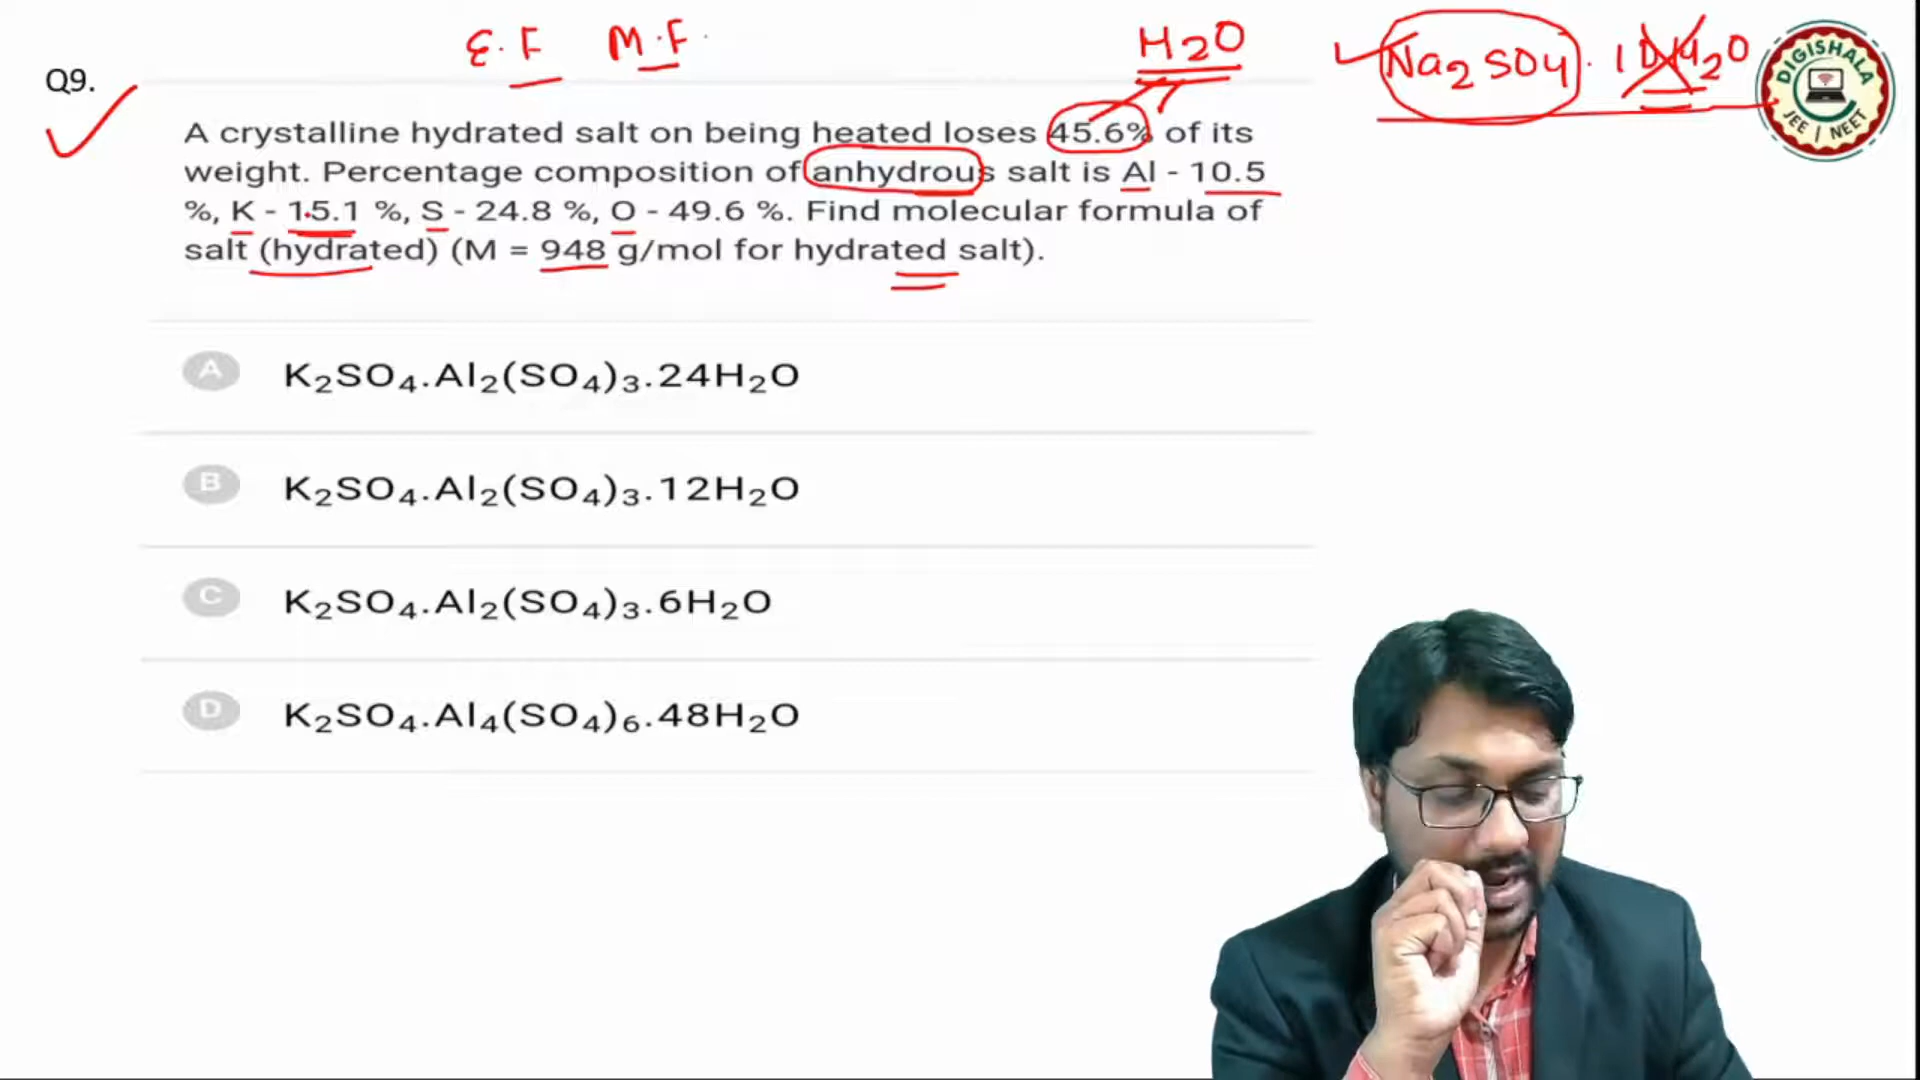 E.F M.F.
H2O
Na2SO4. 10H2O
DIGISHALA
JEE | NEET
Q9.
A crystalline hydrated salt on being heated loses 45.6% of its
weight. Percentage composition of anhydrous salt is Al - 10.5
%, K - 15.1 %, S - 24.8 %, O - 49.6 %. Find molecular formula of
salt (hydrated) (M = 948 g/mol for hydrated salt).
A K₂SO₄.Al₂(SO₄)₃.24H₂O
B K₂SO₄.Al₂(SO₄)₃.12H₂O
C K₂SO₄.Al₂(SO₄)₃.6H₂O
D K₂SO₄.Al₄(SO₄)₆.48H₂O